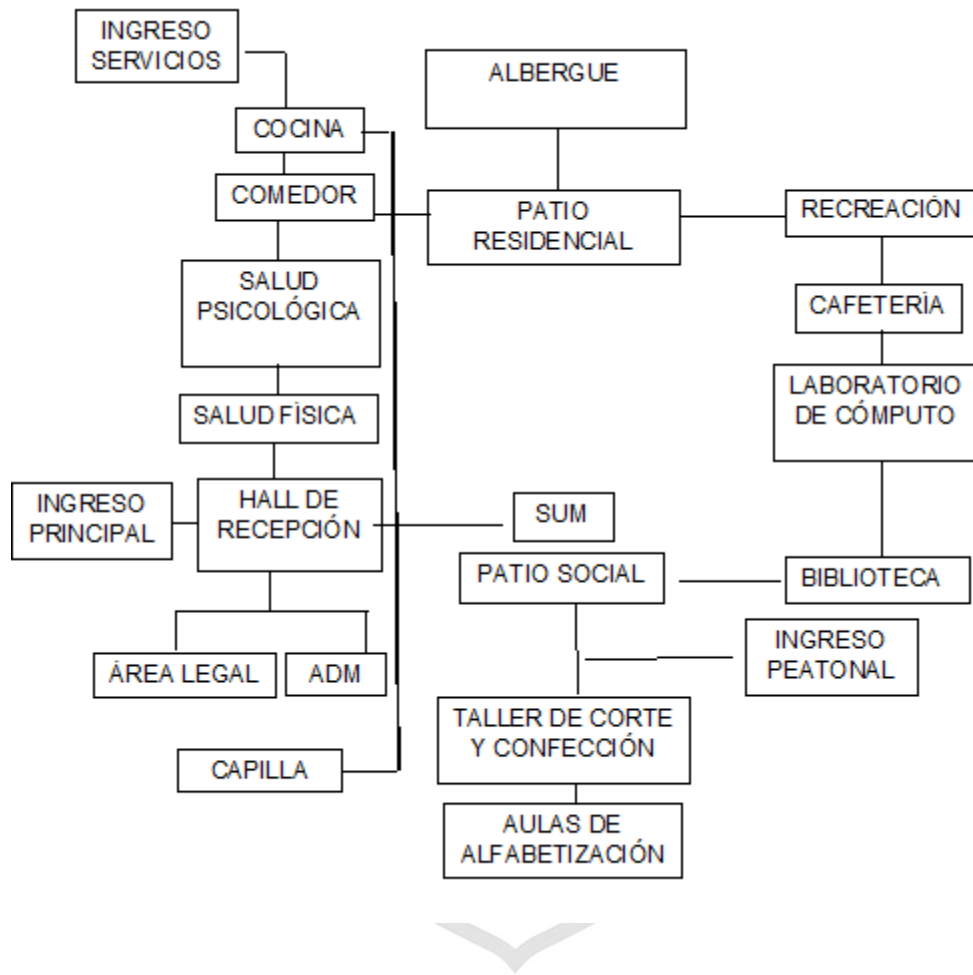 INGRESO
SERVICIOS
ALBERGUE
COCINA
COMEDOR
PATIO
RESIDENCIAL
RECREACIÓN
SALUD
PSICOLÓGICA
CAFETERÍA
LABORATORIO
DE CÓMPUTO
SALUD FÍSICA
INGRESO
PRINCIPAL
HALL DE
RECEPCIÓN
SUM
PATIO SOCIAL
BIBLIOTECA
INGRESO
PEATONAL
ÁREA LEGAL
ADM
TALLER DE CORTE
Y CONFECCIÓN
CAPILLA
AULAS DE
ALFABETIZACIÓN